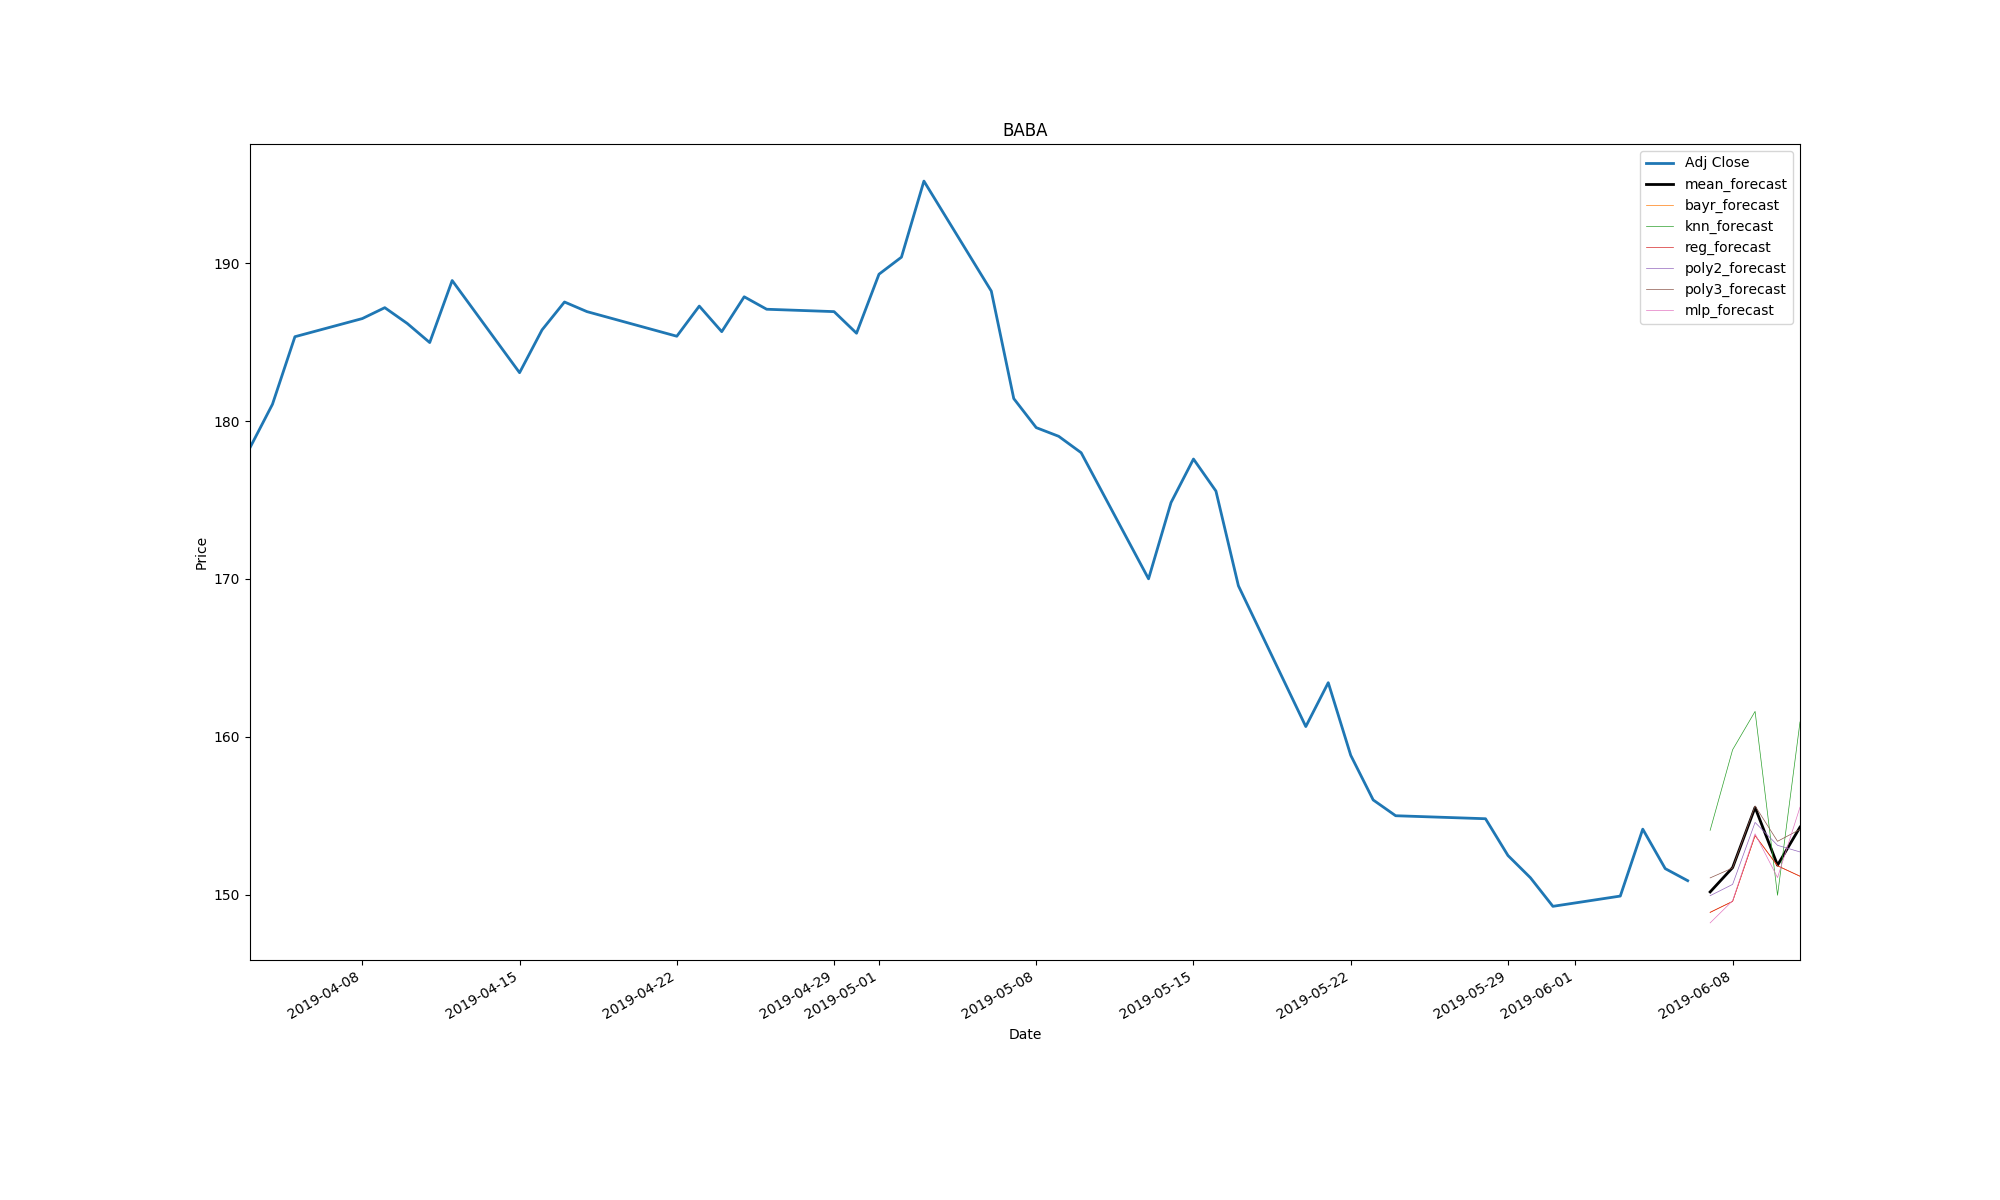 BABA
Adj Close
mean_forecast
bayr_forecast
knn_forecast
reg_forecast
poly2_forecast
poly3_forecast
mlp_forecast
Price
190
180
170
160
150
2019-04-08
2019-04-15
2019-04-22
2019-04-29
2019-05-01
2019-05-08
2019-05-15
2019-05-22
2019-05-29
2019-06-01
2019-06-08
Date